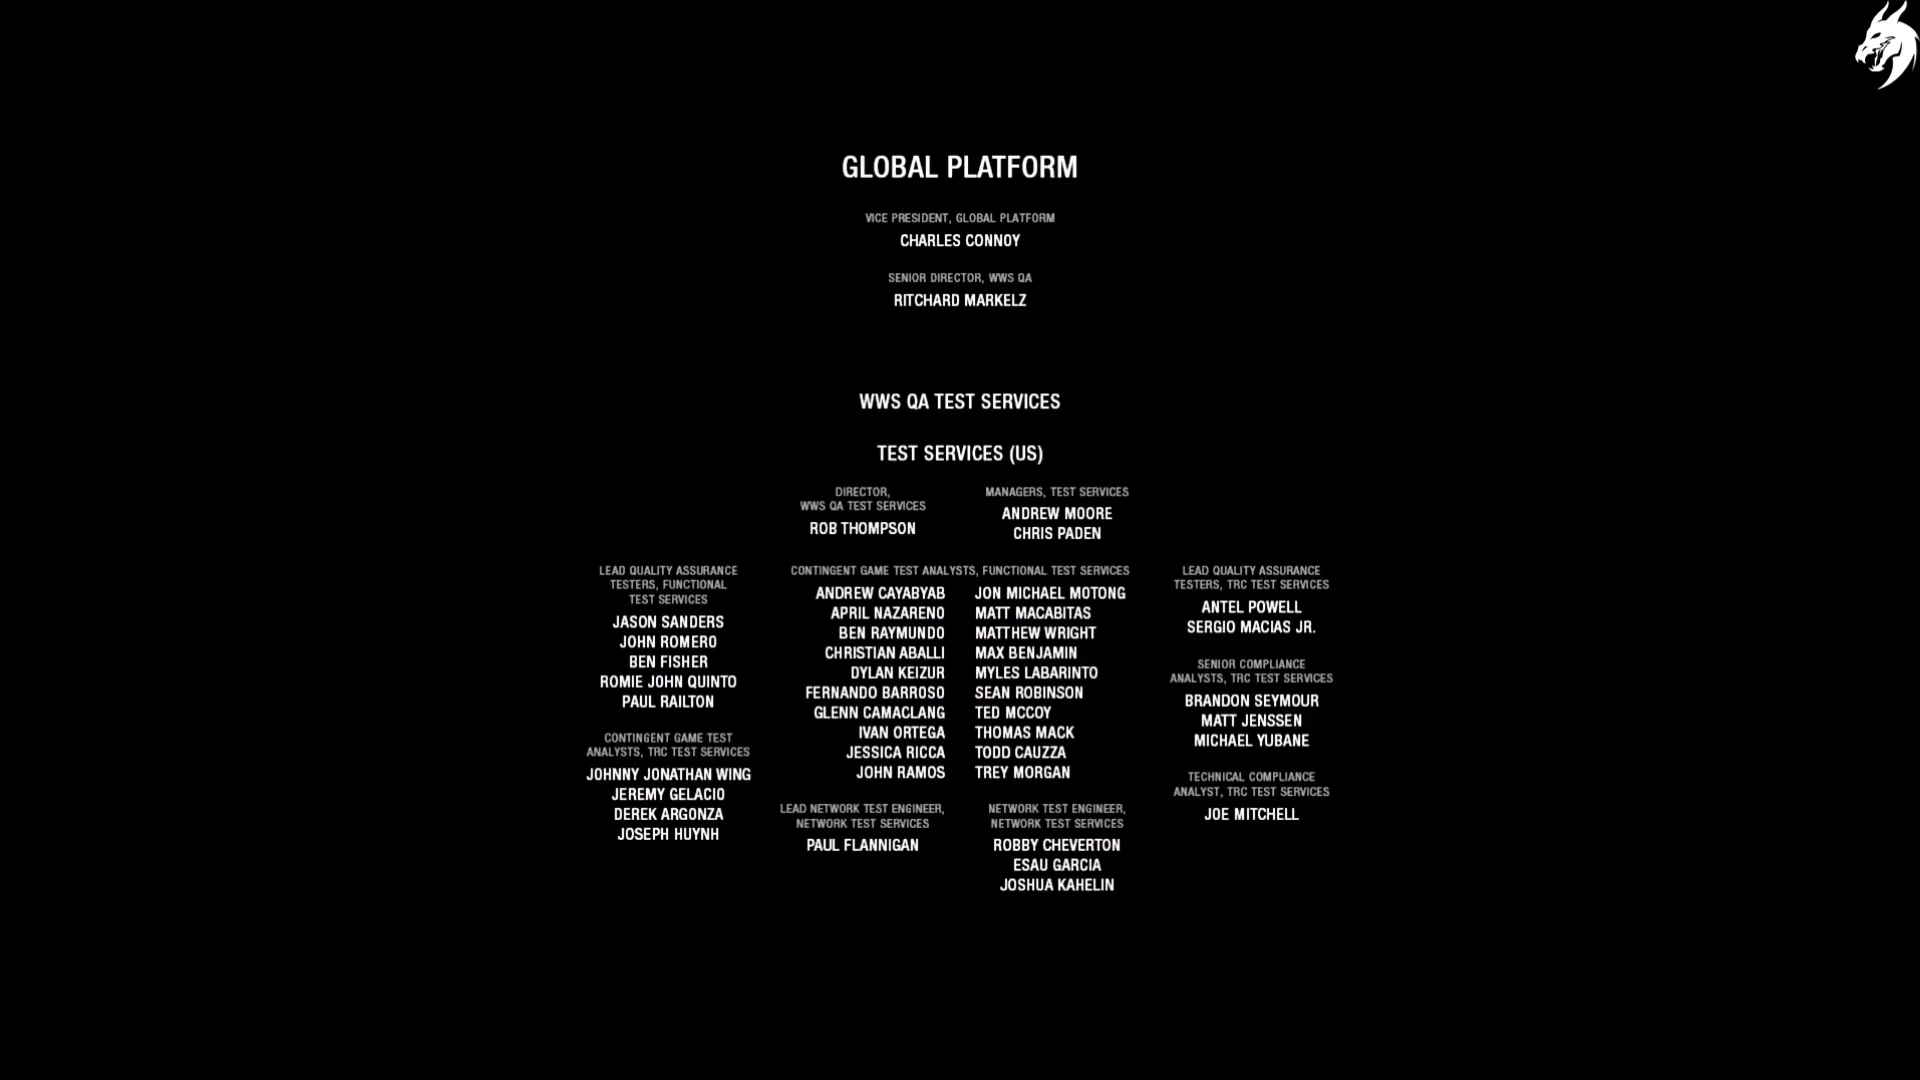 GLOBAL PLATFORM
VICE PRESIDENT, GLOBAL PLATFORM
CHARLES CONNOY
SENIOR DIRECTOR, WWS QA
RITCHARD MARKELZ
WWS QA TEST SERVICES
TEST SERVICES (US)
DIRECTOR,
WWS QA TEST SERVICES
ROB THOMPSON
MANAGERS, TEST SERVICES
ANDREW MOORE
CHRIS PADEN
LEAD QUALITY ASSURANCE
TESTERS, FUNCTIONAL
TEST SERVICES
JASON SANDERS
JOHN ROMERO
BEN FISHER
ROMIE JOHN QUINTO
PAUL RAILTON
CONTINGENT GAME TEST
ANALYSTS, TRC TEST SERVICES
JOHNNY JONATHAN WING
JEREMY GELACIO
DEREK ARGONZA
JOSEPH HUYNH
CONTINGENT GAME TEST ANALYSTS, FUNCTIONAL TEST SERVICES
ANDREW CAYABYAB
APRIL NAZARENO
BEN RAYMUNDO
CHRISTIAN ABALLI
DYLAN KEIZUR
FERNANDO BARROSO
GLENN CAMACLANG
IVAN ORTEGA
JESSICA RICCA
JOHN RAMOS
JON MICHAEL MOTONG
MATT MACABITAS
MATTHEW WRIGHT
MAX BENJAMIN
MYLES LABARINTO
SEAN ROBINSON
TED MCCOY
THOMAS MACK
TODD CAUZZA
TREY MORGAN
LEAD NETWORK TEST ENGINEER,
NETWORK TEST SERVICES
PAUL FLANNIGAN
NETWORK TEST ENGINEER,
NETWORK TEST SERVICES
ROBBY CHEVERTON
ESAU GARCIA
JOSHUA KAHELIN
LEAD QUALITY ASSURANCE
TESTERS, TRC TEST SERVICES
ANTEL POWELL
SERGIO MACIAS JR.
SENIOR COMPLIANCE
ANALYSTS, TRC TEST SERVICES
BRANDON SEYMOUR
MATT JENSSEN
MICHAEL YUBANE
TECHNICAL COMPLIANCE
ANALYST, TRC TEST SERVICES
JOE MITCHELL